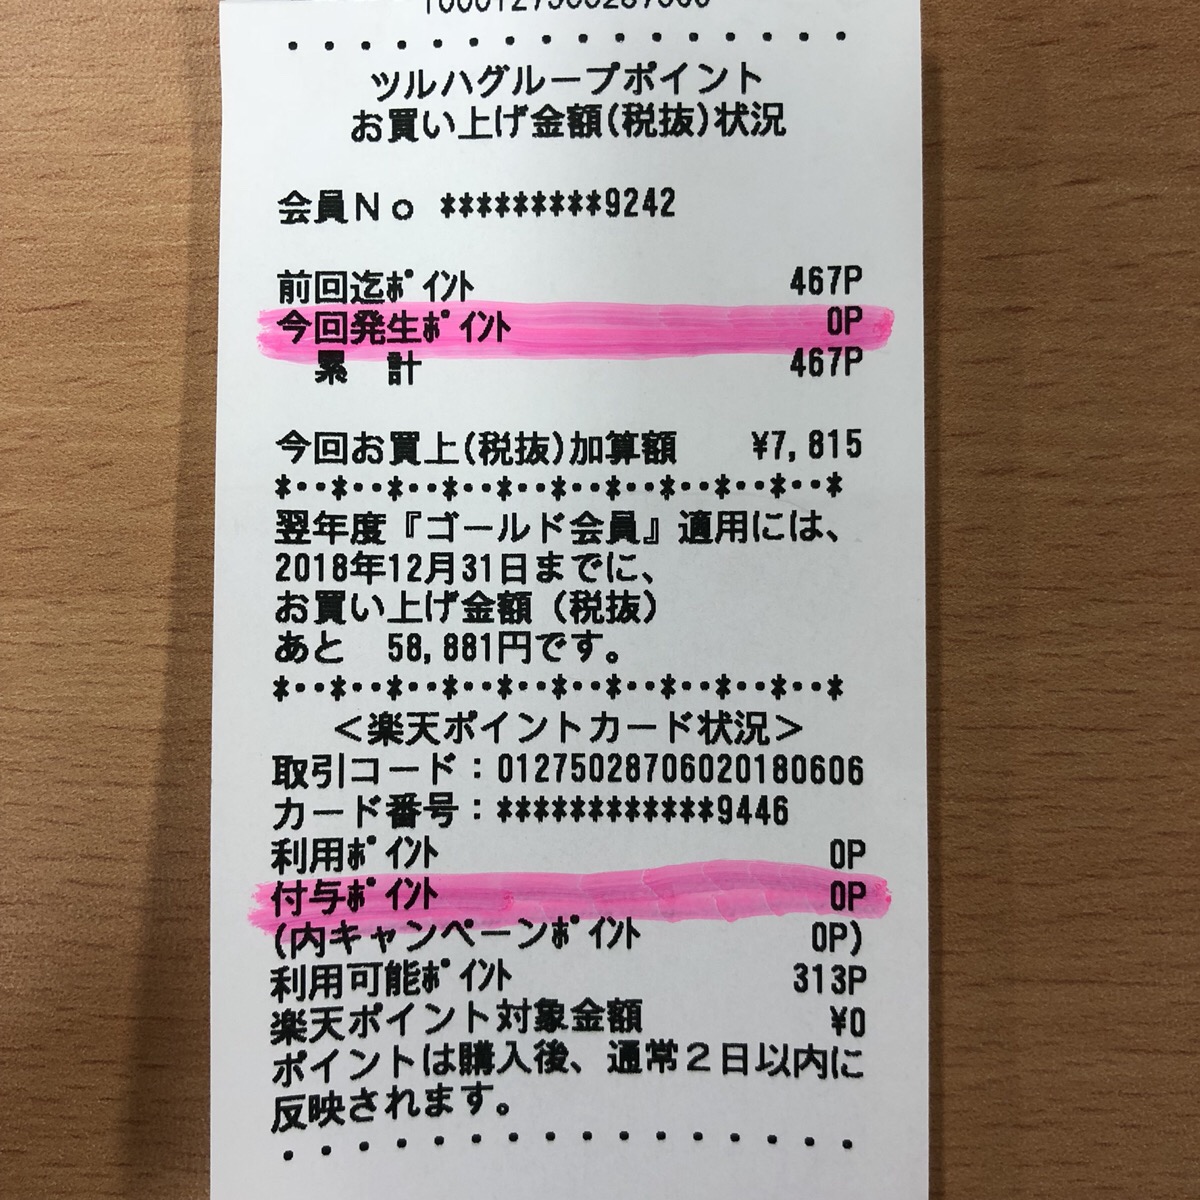 ツルハグループポイント
お買い上げ金額(税抜)状況
会員No *********9242
前回迄ポイント 467P
今回発生ポイント 0P
累 計 467P
今回お買上(税抜)加算額 ¥7,815
*・・*・・*・・*・・*・・*・・*・・*・・*・・*・・*
翌年度『ゴールド会員』適用には、
2018年12月31日までに、
お買い上げ金額(税抜)
あと 58,881円です。
*・・*・・*・・*・・*・・*・・*・・*・・*・・*・・*
<楽天ポイントカード状況>
取引コード:01275028706020180606
カード番号:************9446
利用ポイント 0P
付与ポイント 0P
(内キャンペーンポイント 0P)
利用可能ポイント 313P
楽天ポイント対象金額 ¥0
ポイントは購入後、通常2日以内に
反映されます。